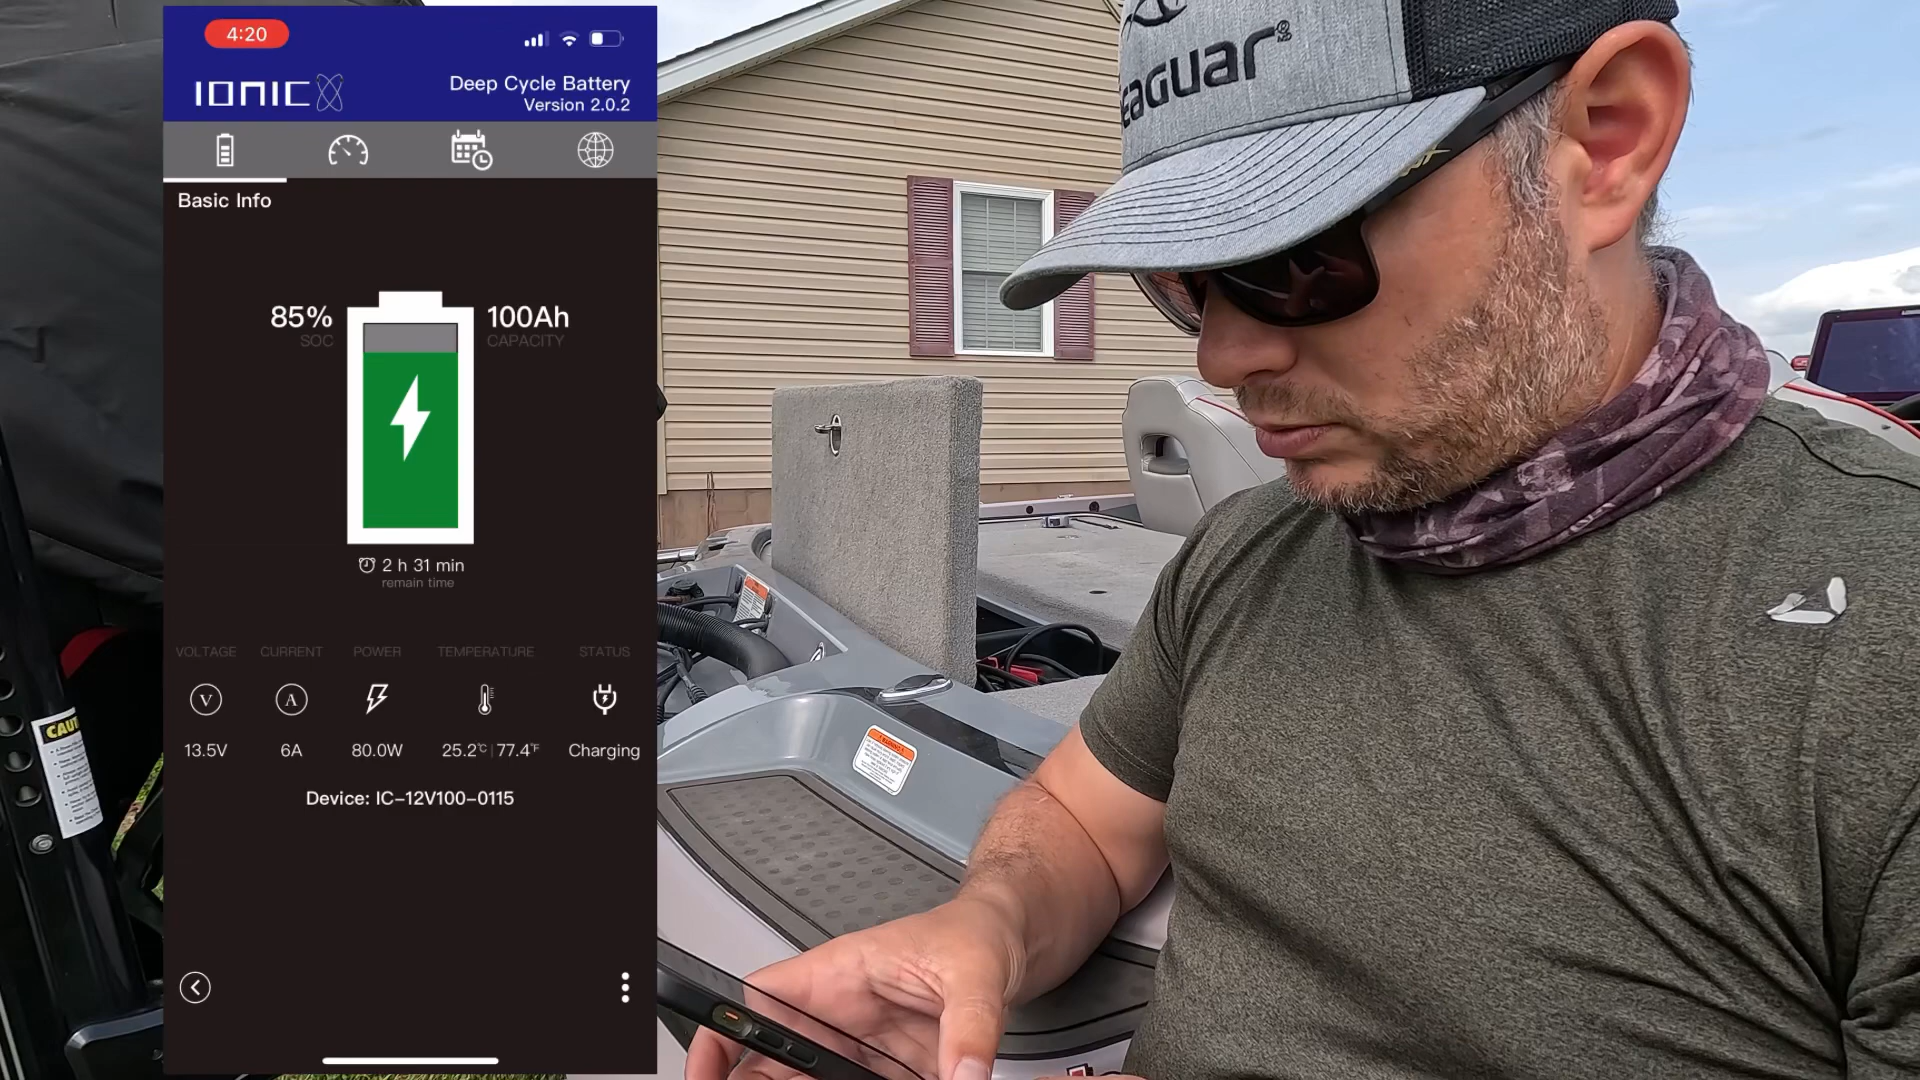 4:20
IONIC
Deep Cycle Battery
Version 2.0.2
Basic Info
85%
SOC
100Ah
CAPACITY
2 h 31 min
remain time
VOLTAGE CURRENT POWER TEMPERATURE STATUS
V A
13.5V 6A 80.0W 25.2°C | 77.4°F Charging
Device: IC-12V100-0115
eaguar®
WARNING